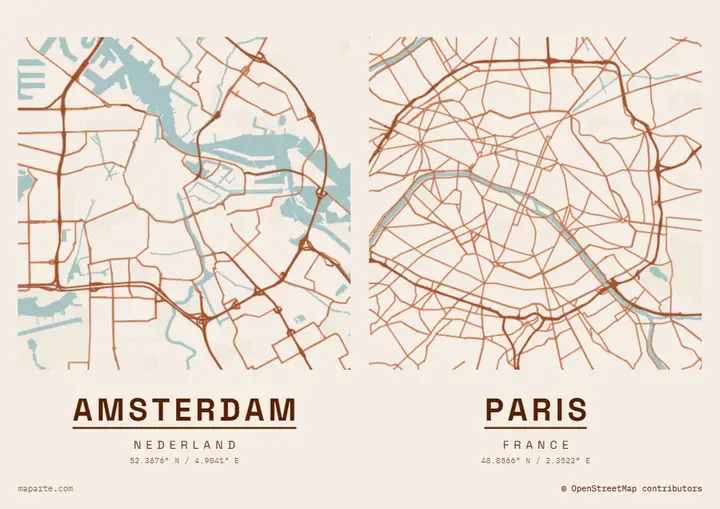 AMSTERDAM
NEDERLAND
52.3676° N / 4.9041° E
PARIS
FRANCE
48.8566° N / 2.3522° E
maparte.com
© OpenStreetMap contributors